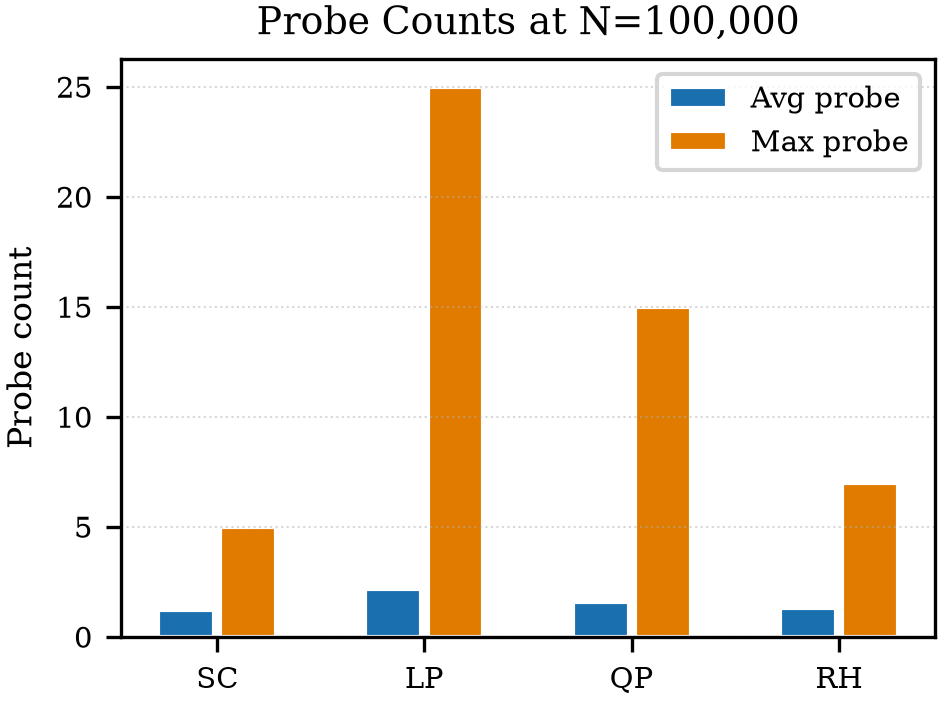 Probe Counts at N=100,000
Avg probe
Max probe
Probe count
25
20
15
10
5
0
SC LP QP RH